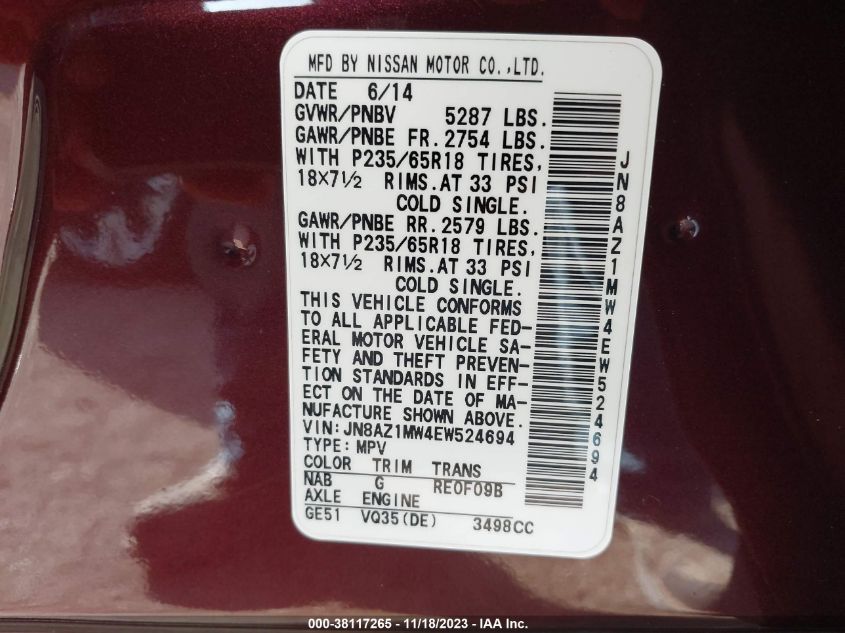 MFD BY NISSAN MOTOR CO.,LTD.
DATE 6/14
GVWR/PNBV 5287 LBS.
GAWR/PNBE FR. 2754 LBS.
WITH P235/65R18 TIRES,
18X7½ RIMS.AT 33 PSI
COLD SINGLE.
GAWR/PNBE RR. 2579 LBS.
WITH P235/65R18 TIRES,
18X7½ RIMS.AT 33 PSI
COLD SINGLE.
THIS VEHICLE CONFORMS
TO ALL APPLICABLE FED-
ERAL MOTOR VEHICLE SA-
FETY AND THEFT PREVEN-
TION STANDARDS IN EFF-
ECT ON THE DATE OF MA-
NUFACTURE SHOWN ABOVE.
VIN:JN8AZ1MW4EW524694
TYPE:MPV
COLOR TRIM TRANS
NAB G RE0F09B
AXLE ENGINE
GE51 VQ35(DE) 3498CC
JN8AZ1MW4EW524694
000-38117265 - 11/18/2023 - IAA Inc.